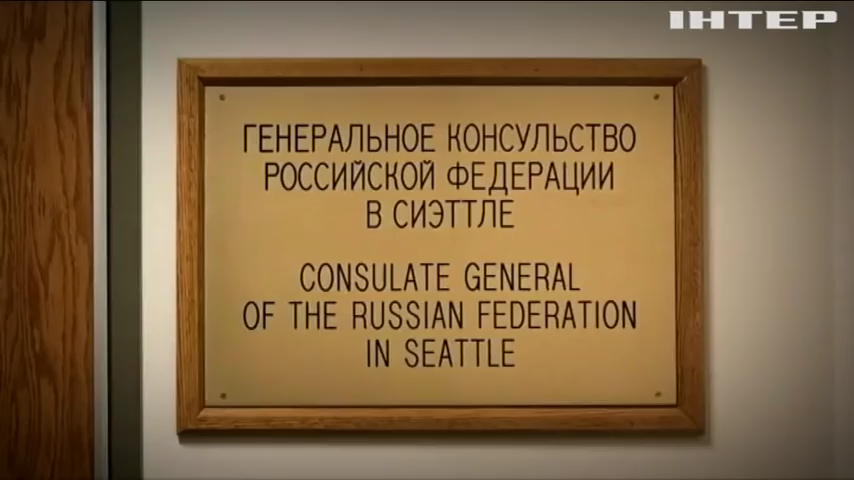 ІНТЕР
ГЕНЕРАЛЬНОЕ КОНСУЛЬСТВО
РОССИЙСКОЙ ФЕДЕРАЦИИ
В СИЭТТЛЕ
CONSULATE GENERAL
OF THE RUSSIAN FEDERATION
IN SEATTLE